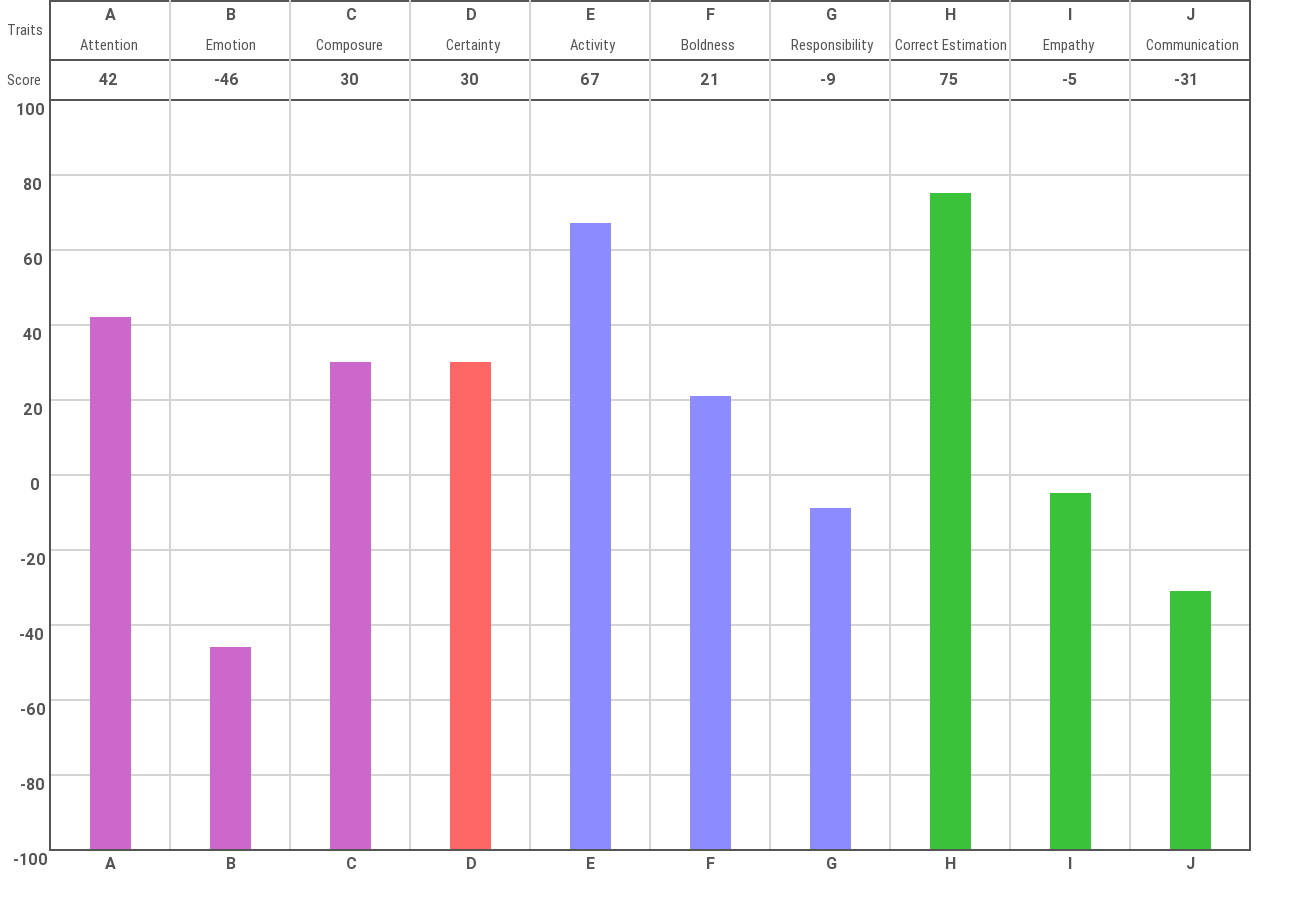 A B C D E F G H I J
Traits
Attention Emotion Composure Certainty Activity Boldness Responsibility Correct Estimation Empathy Communication
Score 42 -46 30 30 67 21 -9 75 -5 -31
100
80
60
40
20
0
-20
-40
-60
-80
-100
A B C D E F G H I J